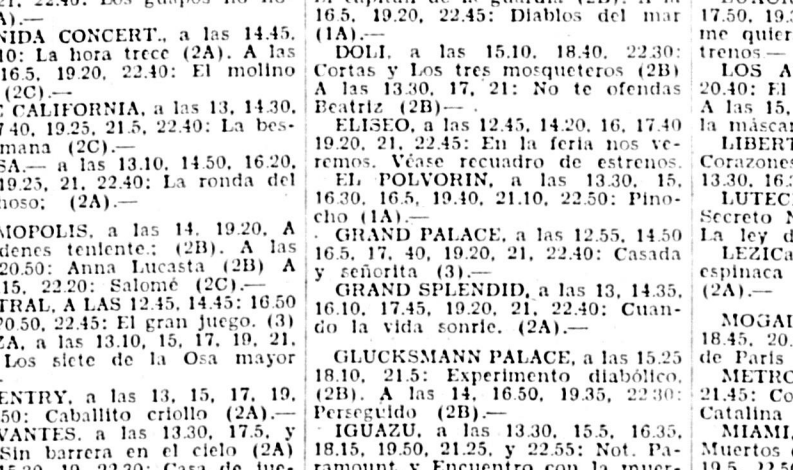 A).—
NIDA CONCERT., a las 14.45,
10: La hora trece (2A). A las
16.5, 19.20, 22.40: El molino
(2C).—
CALIFORNIA, a las 13, 14.30,
7.40, 19.25, 21.5, 22.40: La bes-
mana (2C).—
SA.— a las 13.10, 14.50, 16.20,
19.25, 21, 22.40: La ronda del
noso; (2A).—
MOPOLIS, a las 14, 19.20, A
denes teniente.; (2B). A las
20.50: Anna Lucasta (2B) A
15, 22.20: Salomé (2C).—
TRAL, A LAS 12.45, 14.45: 16.50
20.50, 22.45: El gran juego. (3)
ZA, a las 13.10, 15, 17, 19, 21,
Los siete de la Osa mayor
ENTRY, a las 13, 15, 17, 19,
50: Caballito criollo (2A).—
VANTES, a las 13.30, 17.5, y
Sin barrera en el cielo (2A)
16.5, 19.20, 22.45: Diablos del mar
(1A).—
DOLI, a las 15.10, 18.40, 22.30:
Cortas y Los tres mosqueteros (2B)
A las 13.30, 17, 21: No te ofendas
Beatriz (2B)—
ELISEO, a las 12.45, 14.20, 16, 17.40
19.20, 21, 22.45: En la feria nos ve-
remos. Véase recuadro de estrenos.
EL POLVORIN, a las 13.30, 15,
16.30, 16.5, 19.40, 21.10, 22.50: Pino-
cho (1A).—
GRAND PALACE, a las 12.55, 14.50
16.5, 17, 40, 19.20, 21, 22.40: Casada
y señorita (3).—
GRAND SPLENDID, a las 13, 14.35,
16.10, 17.45, 19.20, 21, 22.40: Cuan-
do la vida sonríe. (2A).—
GLUCKSMANN PALACE, a las 15.25
18.10, 21.5: Experimento diabólico,
(2B). A las 14, 16.50, 19.35, 22.30:
Perseguido (2B).—
IGUAZU, a las 13.30, 15.5, 16.35,
18.15, 19.50, 21.25, y 22.55: Not. Pa-
ramount y Encuentro con la muer-
17.50, 19.
me quier
trenos —
LOS A
20.40: El
A las 15,
la máscar
LIBERT
Corazones
13.30, 16.
LUTEC
Secreto
La ley d
LEZICA
espinaca
(2A).—
MOGA
18.45, 20.
de París
METRO
21.45: Co
Catalina
MIAMI,
Muertos